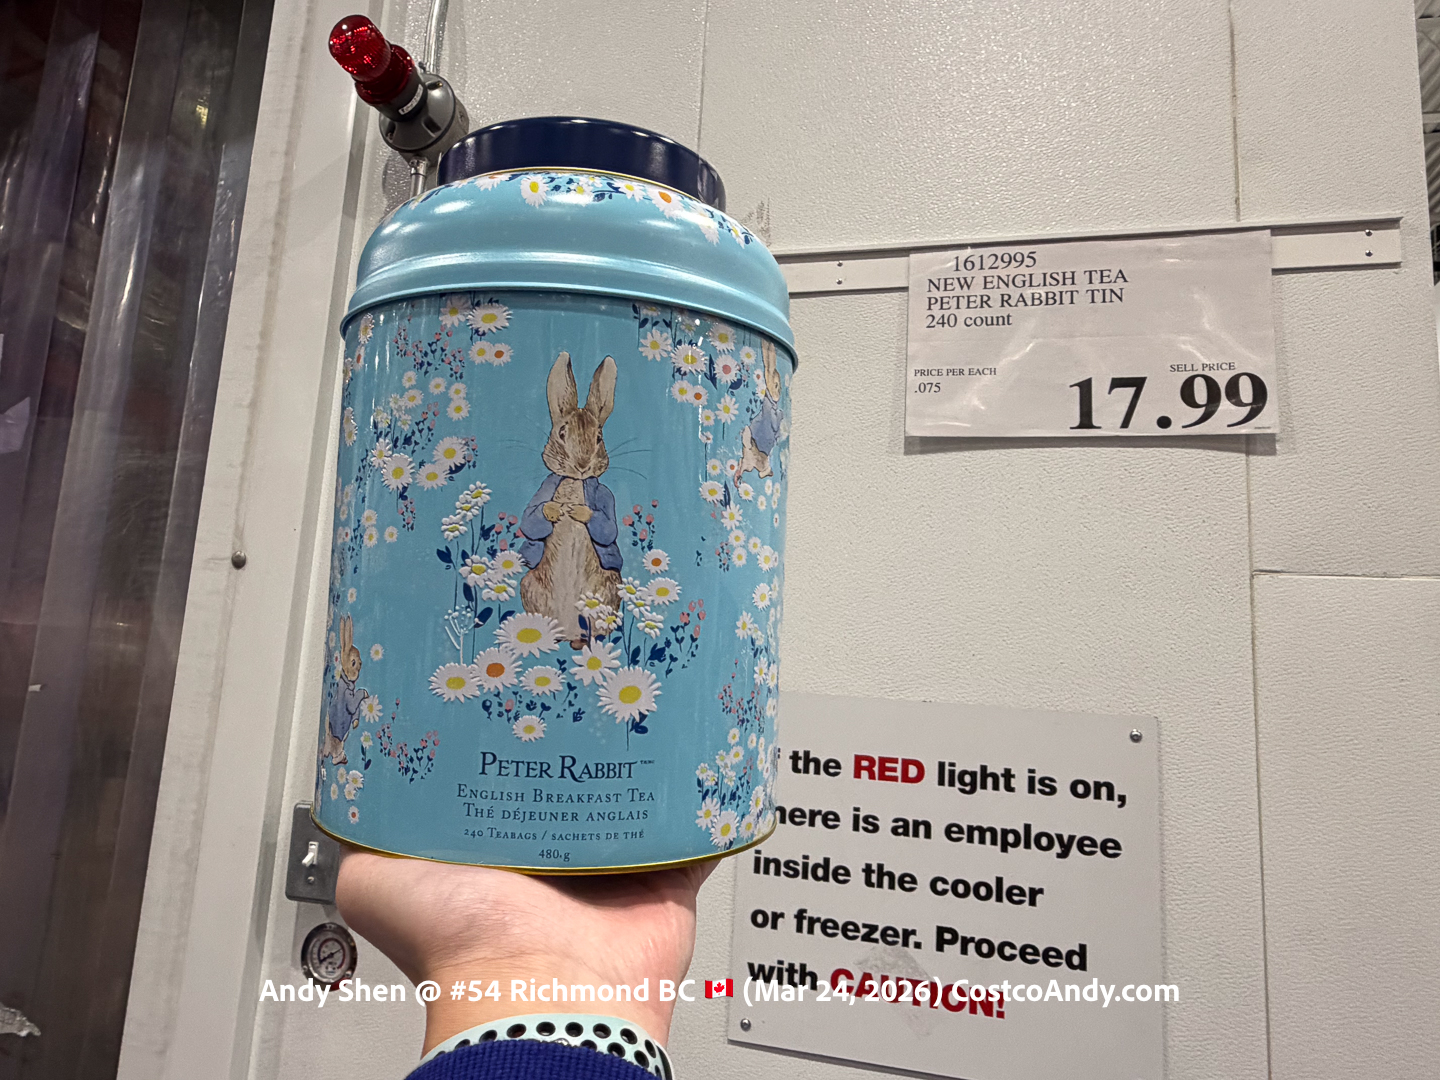 1612995
NEW ENGLISH TEA
PETER RABBIT TIN
240 count
PRICE PER EACH
.075
SELL PRICE
17.99
PETER RABBIT
ENGLISH BREAKFAST TEA
THÉ DÉJEUNER ANGLAIS
240 TEABAGS / SACHETS DE THÉ
480 g
the RED light is on,
here is an employee
inside the cooler
or freezer. Proceed
with CAUTION!
Andy Shen @ #54 Richmond BC 🇨🇦 (Mar 24, 2026) CostcoAndy.com